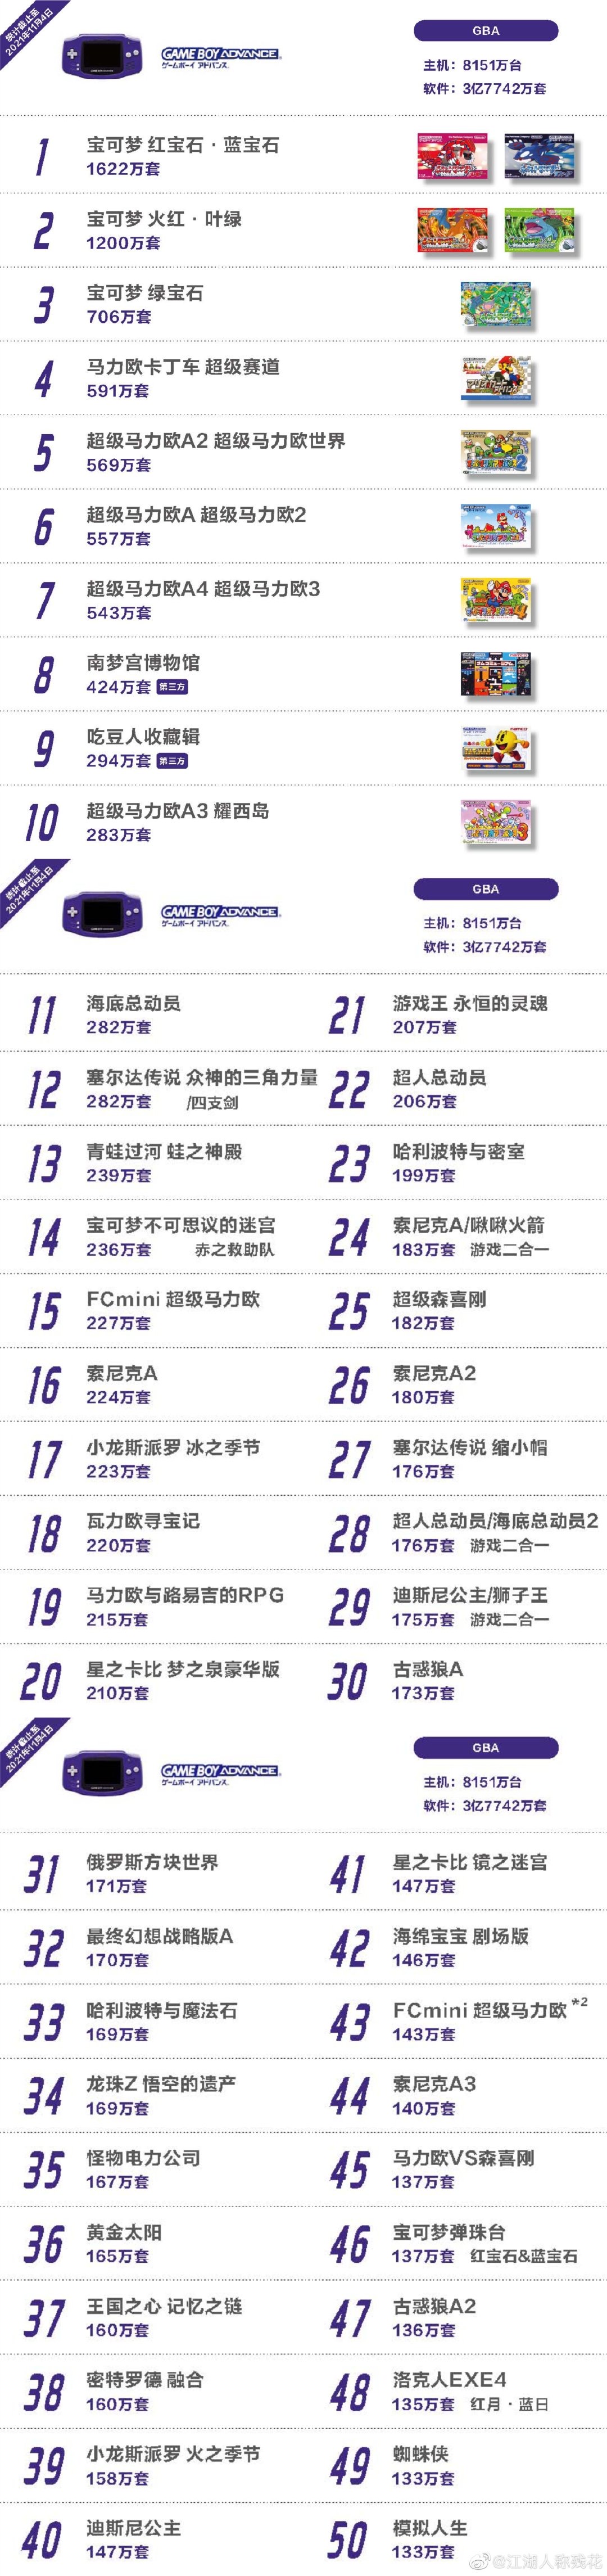 统计截止至
2021年11月4日
GAME BOY ADVANCE
ゲームボーイ アドバンス
GBA
主机：8151万台
软件：3亿7742万套
1
宝可梦 红宝石·蓝宝石
1622万套
2
宝可梦 火红·叶绿
1200万套
3
宝可梦 绿宝石
706万套
4
马力欧卡丁车 超级赛道
591万套
5
超级马力欧A2 超级马力欧世界
569万套
6
超级马力欧A 超级马力欧2
557万套
7
超级马力欧A4 超级马力欧3
543万套
8
南梦宫博物馆
424万套 第三方
9
吃豆人收藏辑
294万套 第三方
10
超级马力欧A3 耀西岛
283万套
统计截止至
2021年11月4日
GAME BOY ADVANCE
ゲームボーイ アドバンス
GBA
主机：8151万台
软件：3亿7742万套
11
海底总动员
282万套
12
塞尔达传说 众神的三角力量
282万套 /四支剑
13
青蛙过河 蛙之神殿
239万套
14
宝可梦不可思议的迷宫
236万套 赤之救助队
15
FCmini 超级马力欧
227万套
16
索尼克A
224万套
17
小龙斯派罗 冰之季节
223万套
18
瓦力欧寻宝记
220万套
19
马力欧与路易吉的RPG
215万套
20
星之卡比 梦之泉豪华版
210万套
21
游戏王 永恒的灵魂
207万套
22
超人总动员
206万套
23
哈利波特与密室
199万套
24
索尼克A/啾啾火箭
183万套 游戏二合一
25
超级森喜刚
182万套
26
索尼克A2
180万套
27
塞尔达传说 缩小帽
176万套
28
超人总动员/海底总动员2
176万套 游戏二合一
29
迪斯尼公主/狮子王
175万套 游戏二合一
30
古惑狼A
173万套
统计截止至
2021年11月4日
GAME BOY ADVANCE
ゲームボーイ アドバンス
GBA
主机：8151万台
软件：3亿7742万套
31
俄罗斯方块世界
171万套
32
最终幻想战略版A
170万套
33
哈利波特与魔法石
169万套
34
龙珠Z 悟空的遗产
169万套
35
怪物电力公司
167万套
36
黄金太阳
165万套
37
王国之心 记忆之链
160万套
38
密特罗德 融合
160万套
39
小龙斯派罗 火之季节
158万套
40
迪斯尼公主
147万套
41
星之卡比 镜之迷宫
147万套
42
海绵宝宝 剧场版
146万套
43
FCmini 超级马力欧 *2
143万套
44
索尼克A3
140万套
45
马力欧VS森喜刚
137万套
46
宝可梦弹珠台
137万套 红宝石&蓝宝石
47
古惑狼A2
136万套
48
洛克人EXE4
135万套 红月·蓝日
49
蜘蛛侠
133万套
50
模拟人生
133万套
@江湖人称残花